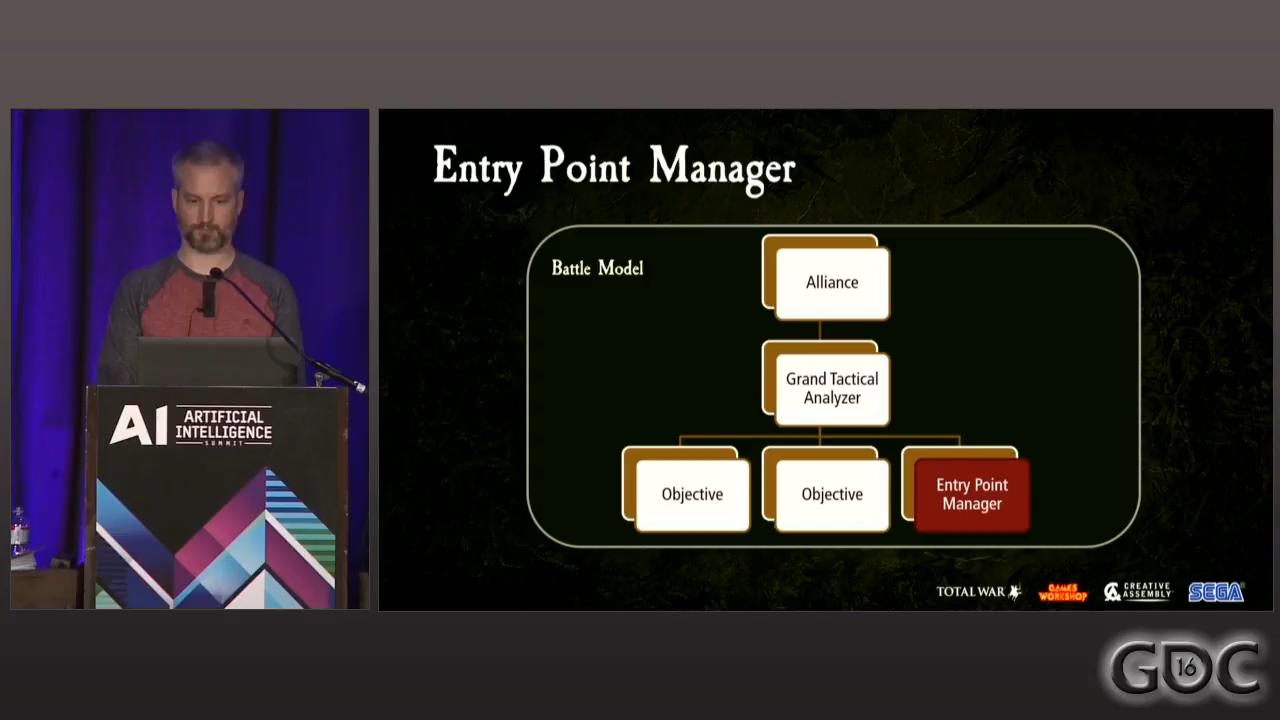 Entry Point Manager
Battle Model
Alliance
Grand Tactical
Analyzer
Objective
Objective
Entry Point
Manager
AI ARTIFICIAL
INTELLIGENCE
SUMMIT
TOTAL WAR
GAMES
WORKSHOP
CREATIVE
ASSEMBLY
SEGA
GDC
16